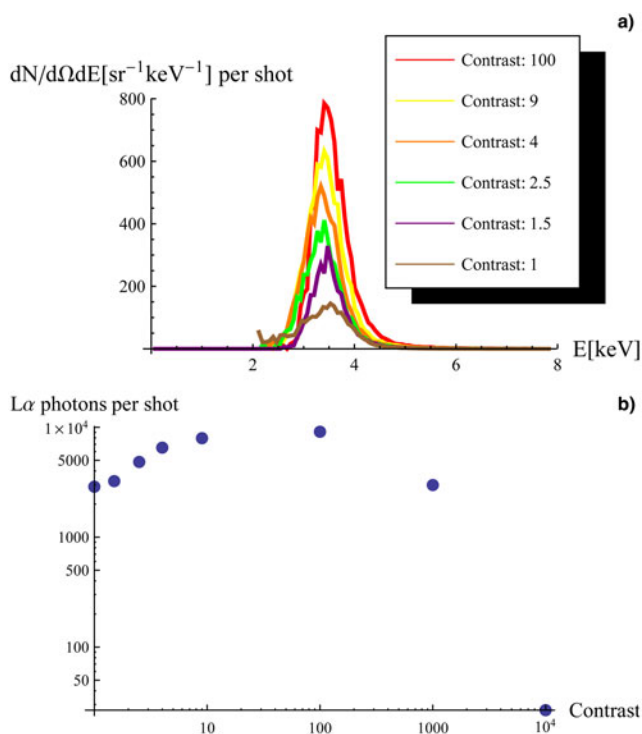 a)
dN/dΩdE[sr⁻¹keV⁻¹] per shot
Contrast: 100
Contrast: 9
Contrast: 4
Contrast: 2.5
Contrast: 1.5
Contrast: 1
800
600
400
200
2 4 6 8
E[keV]
b)
Lα photons per shot
1 × 10⁴
5000
1000
500
100
50
10 100 1000 10⁴
Contrast